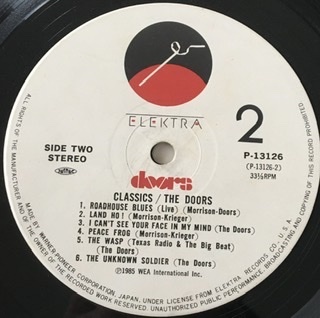 ELEKTRA
SIDE TWO
STEREO
2
P-13126
(P-13126-2)
33⅓RPM
doors
CLASSICS / THE DOORS
1. ROADHOUSE BLUES (Live) (Morrison-Doors)
2. LAND HO! (Morrison-Krieger)
3. I CAN'T SEE YOUR FACE IN MY MIND (The Doors)
4. PEACE FROG (Morrison-Krieger)
5. THE WASP (Texas Radio & The Big Beat)
(The Doors)
6. THE UNKNOWN SOLDIER (The Doors)
Ⓟ1985 WEA International Inc.
MADE BY WARNER-PIONEER CORPORATION, JAPAN, UNDER LICENSE FROM ELEKTRA RECORDS U.S.A.
ALL RIGHTS OF THE MANUFACTURER AND OF THE OWNER OF THE RECORDED WORK RESERVED. UNAUTHORIZED PUBLIC PERFORMANCE, BROADCASTING AND COPYING OF THIS RECORD PROHIBITED.